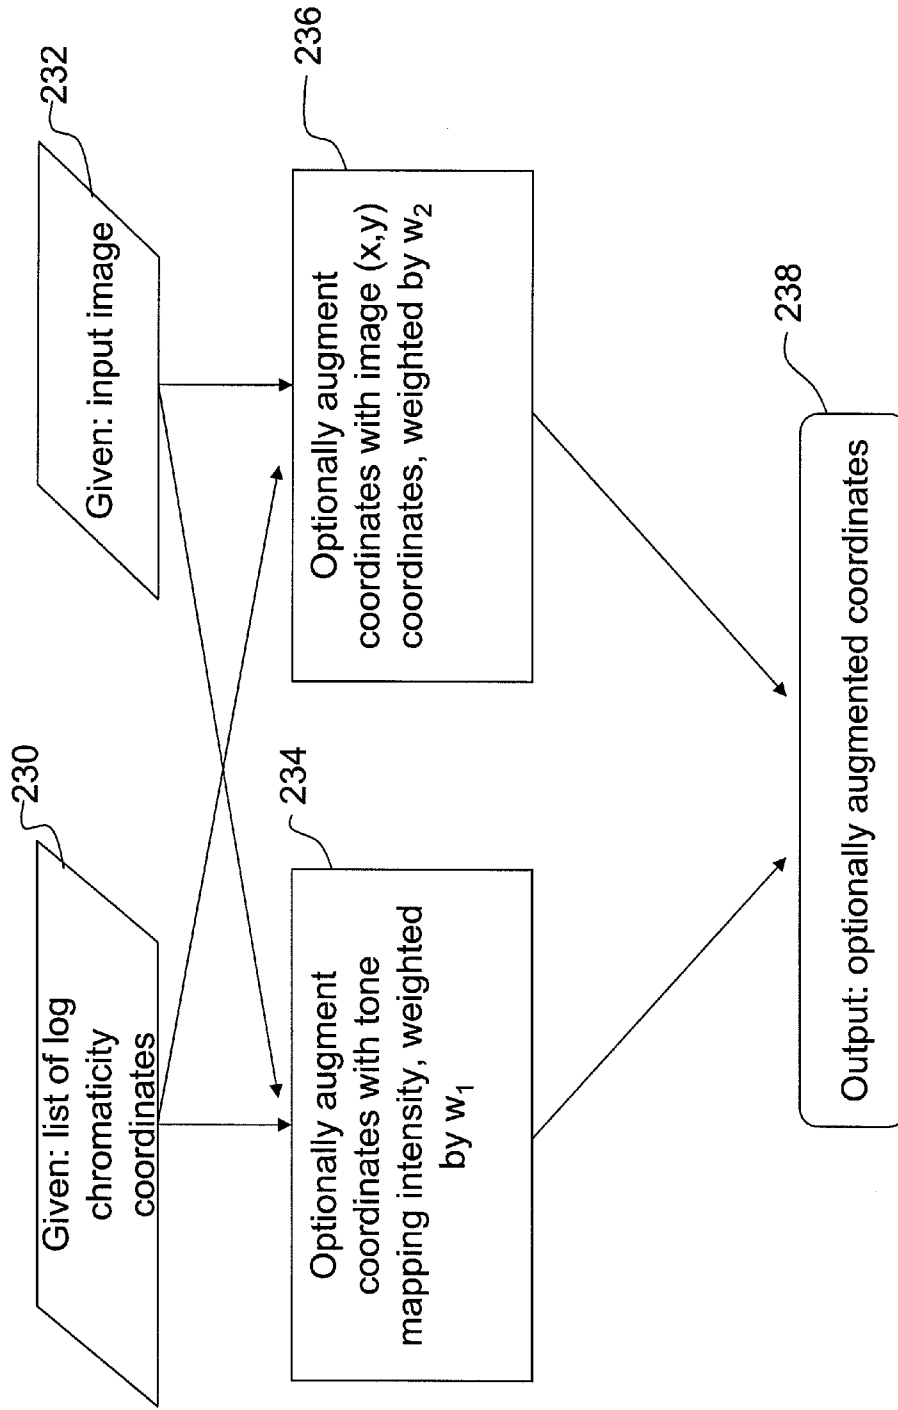 230
Given: list of log
chromaticity
coordinates
232
Given: input image
234
Optionally augment
coordinates with tone
mapping intensity, weighted
by w₁
236
Optionally augment
coordinates with image (x,y)
coordinates, weighted by w₂
238
Output: optionally augmented coordinates